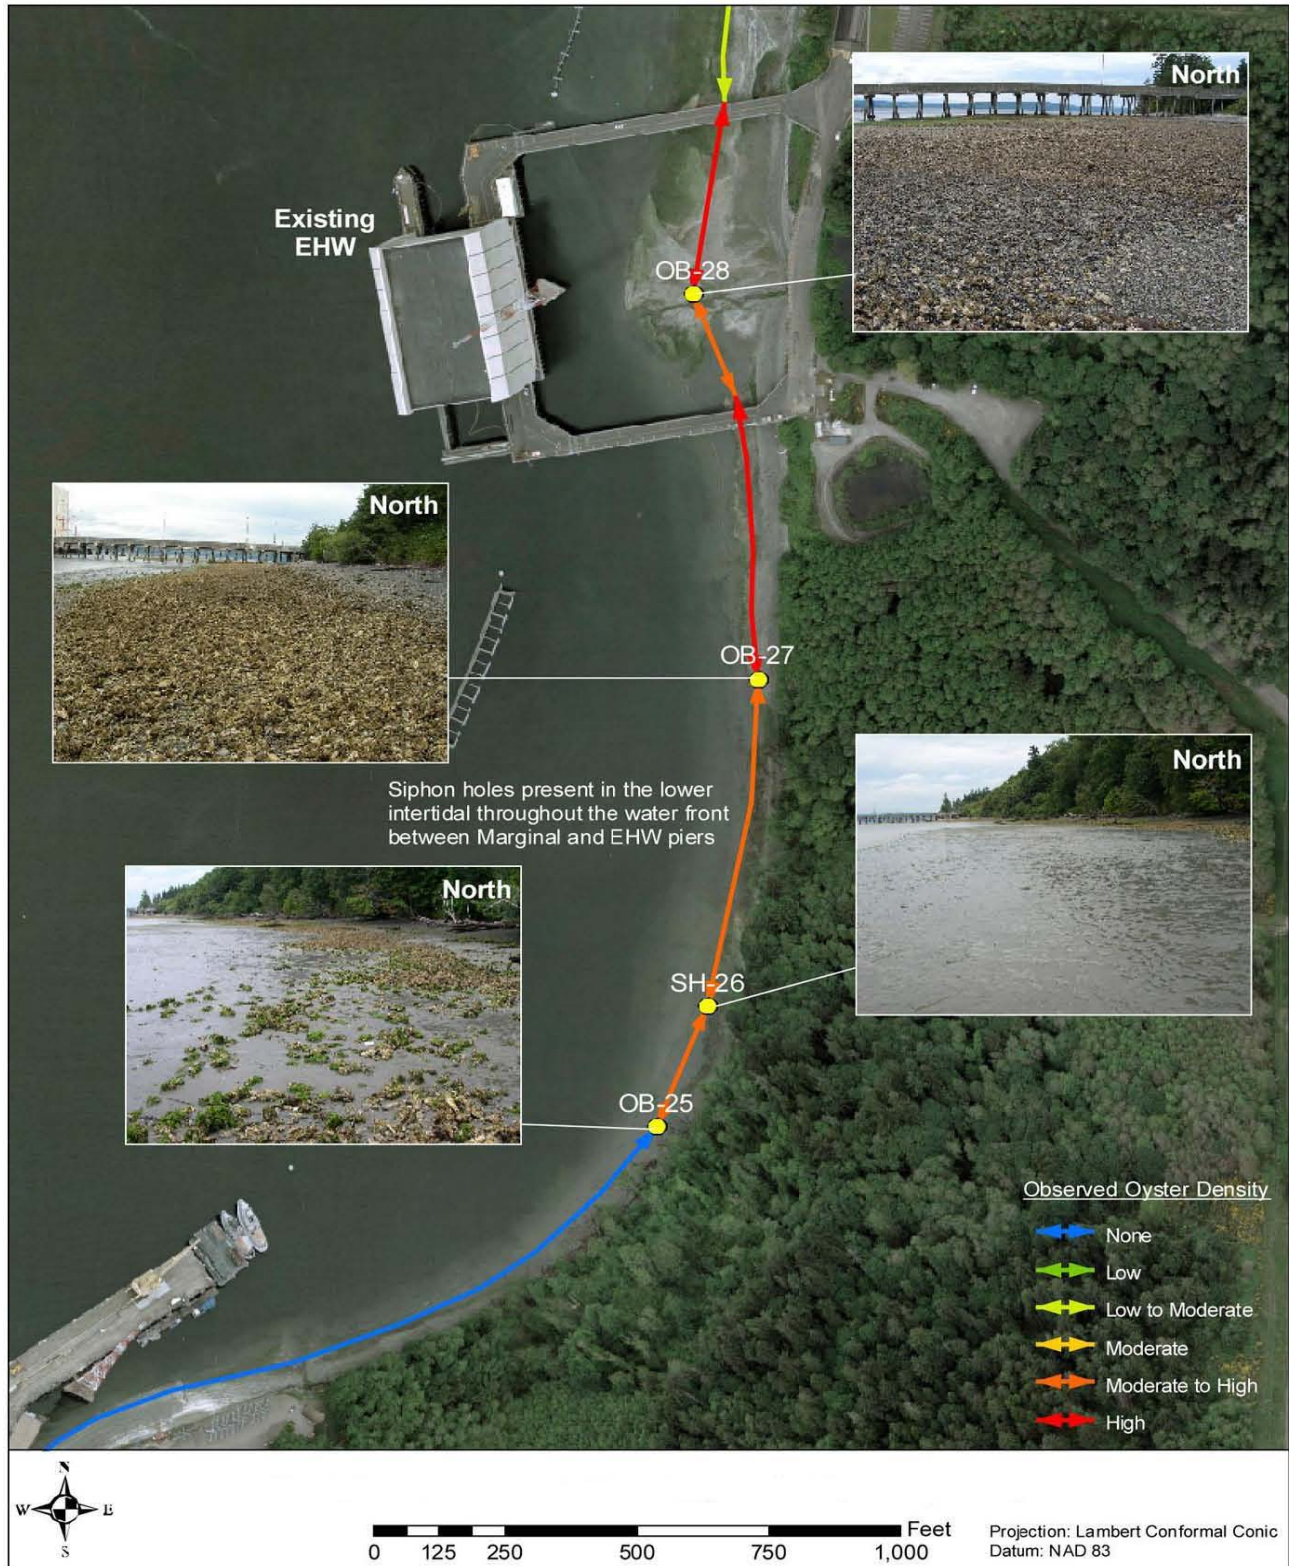 North
Existing
EHW
OB-28
North
OB-27
North
Siphon holes present in the lower
intertidal throughout the water front
between Marginal and EHW piers
North
SH-26
OB-25
Observed Oyster Density
None
Low
Low to Moderate
Moderate
Moderate to High
High
N
W E
S
Feet
0 125 250 500 750 1,000
Projection: Lambert Conformal Conic
Datum: NAD 83